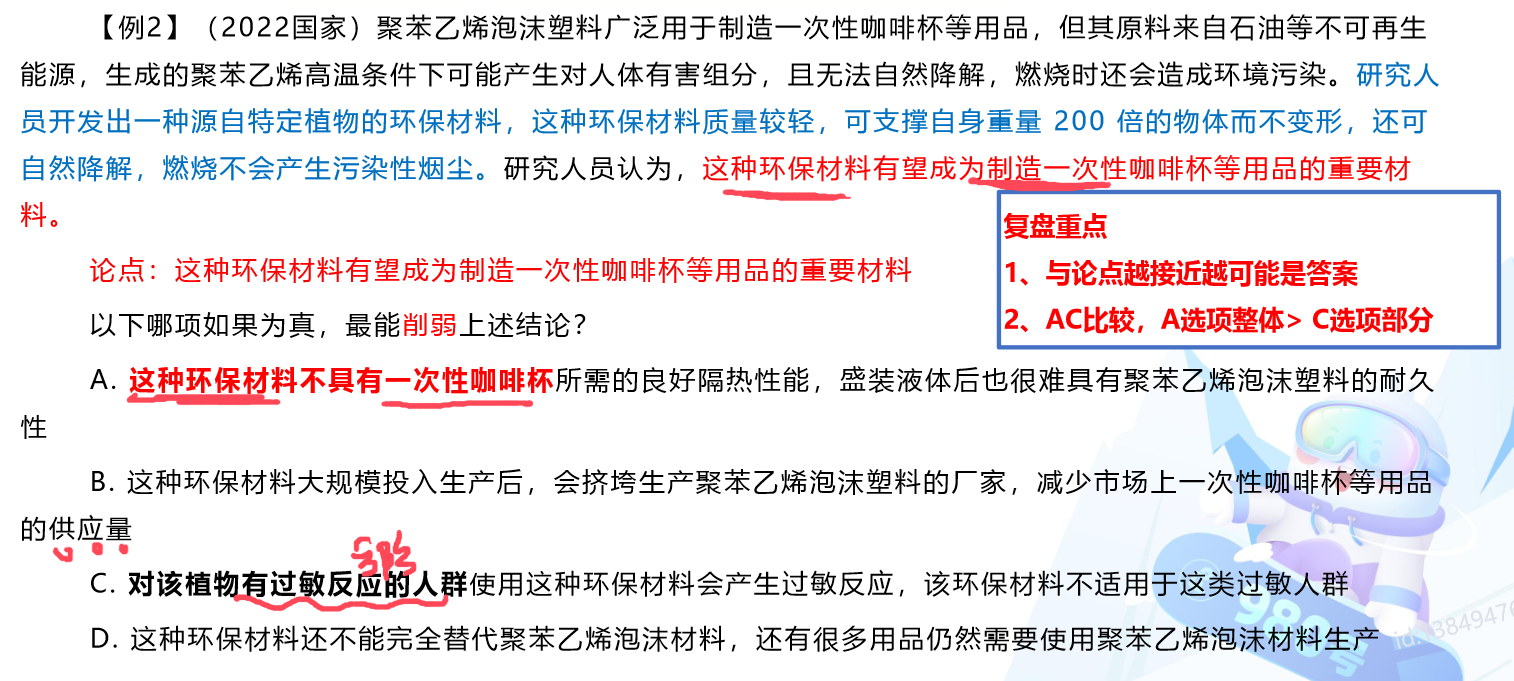 【例2】（2022国家）聚苯乙烯泡沫塑料广泛用于制造一次性咖啡杯等用品，但其原料来自石油等不可再生
能源，生成的聚苯乙烯高温条件下可能产生对人体有害组分，且无法自然降解，燃烧时还会造成环境污染。研究人
员开发出一种源自特定植物的环保材料，这种环保材料质量较轻，可支撑自身重量 200 倍的物体而不变形，还可
自然降解，燃烧不会产生污染性烟尘。研究人员认为，这种环保材料有望成为制造一次性咖啡杯等用品的重要材
料。
复盘重点
1、与论点越接近越可能是答案
2、AC比较，A选项整体> C选项部分
论点：这种环保材料有望成为制造一次性咖啡杯等用品的重要材料
以下哪项如果为真，最能削弱上述结论？
A. 这种环保材料不具有一次性咖啡杯所需的良好隔热性能，盛装液体后也很难具有聚苯乙烯泡沫塑料的耐久
性
B. 这种环保材料大规模投入生产后，会挤垮生产聚苯乙烯泡沫塑料的厂家，减少市场上一次性咖啡杯等用品
的供应量
C. 对该植物有过敏反应的人群使用这种环保材料会产生过敏反应，该环保材料不适用于这类过敏人群
D. 这种环保材料还不能完全替代聚苯乙烯泡沫材料，还有很多用品仍然需要使用聚苯乙烯泡沫材料生产
980号